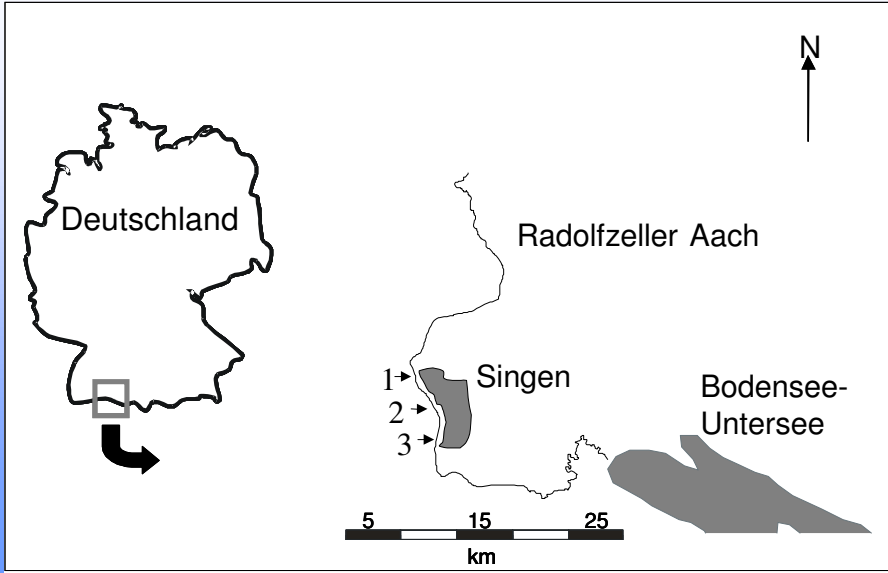 N
Deutschland
Radolfzeller Aach
1
Singen
2
Bodensee-
Untersee
3
5 15 25
km